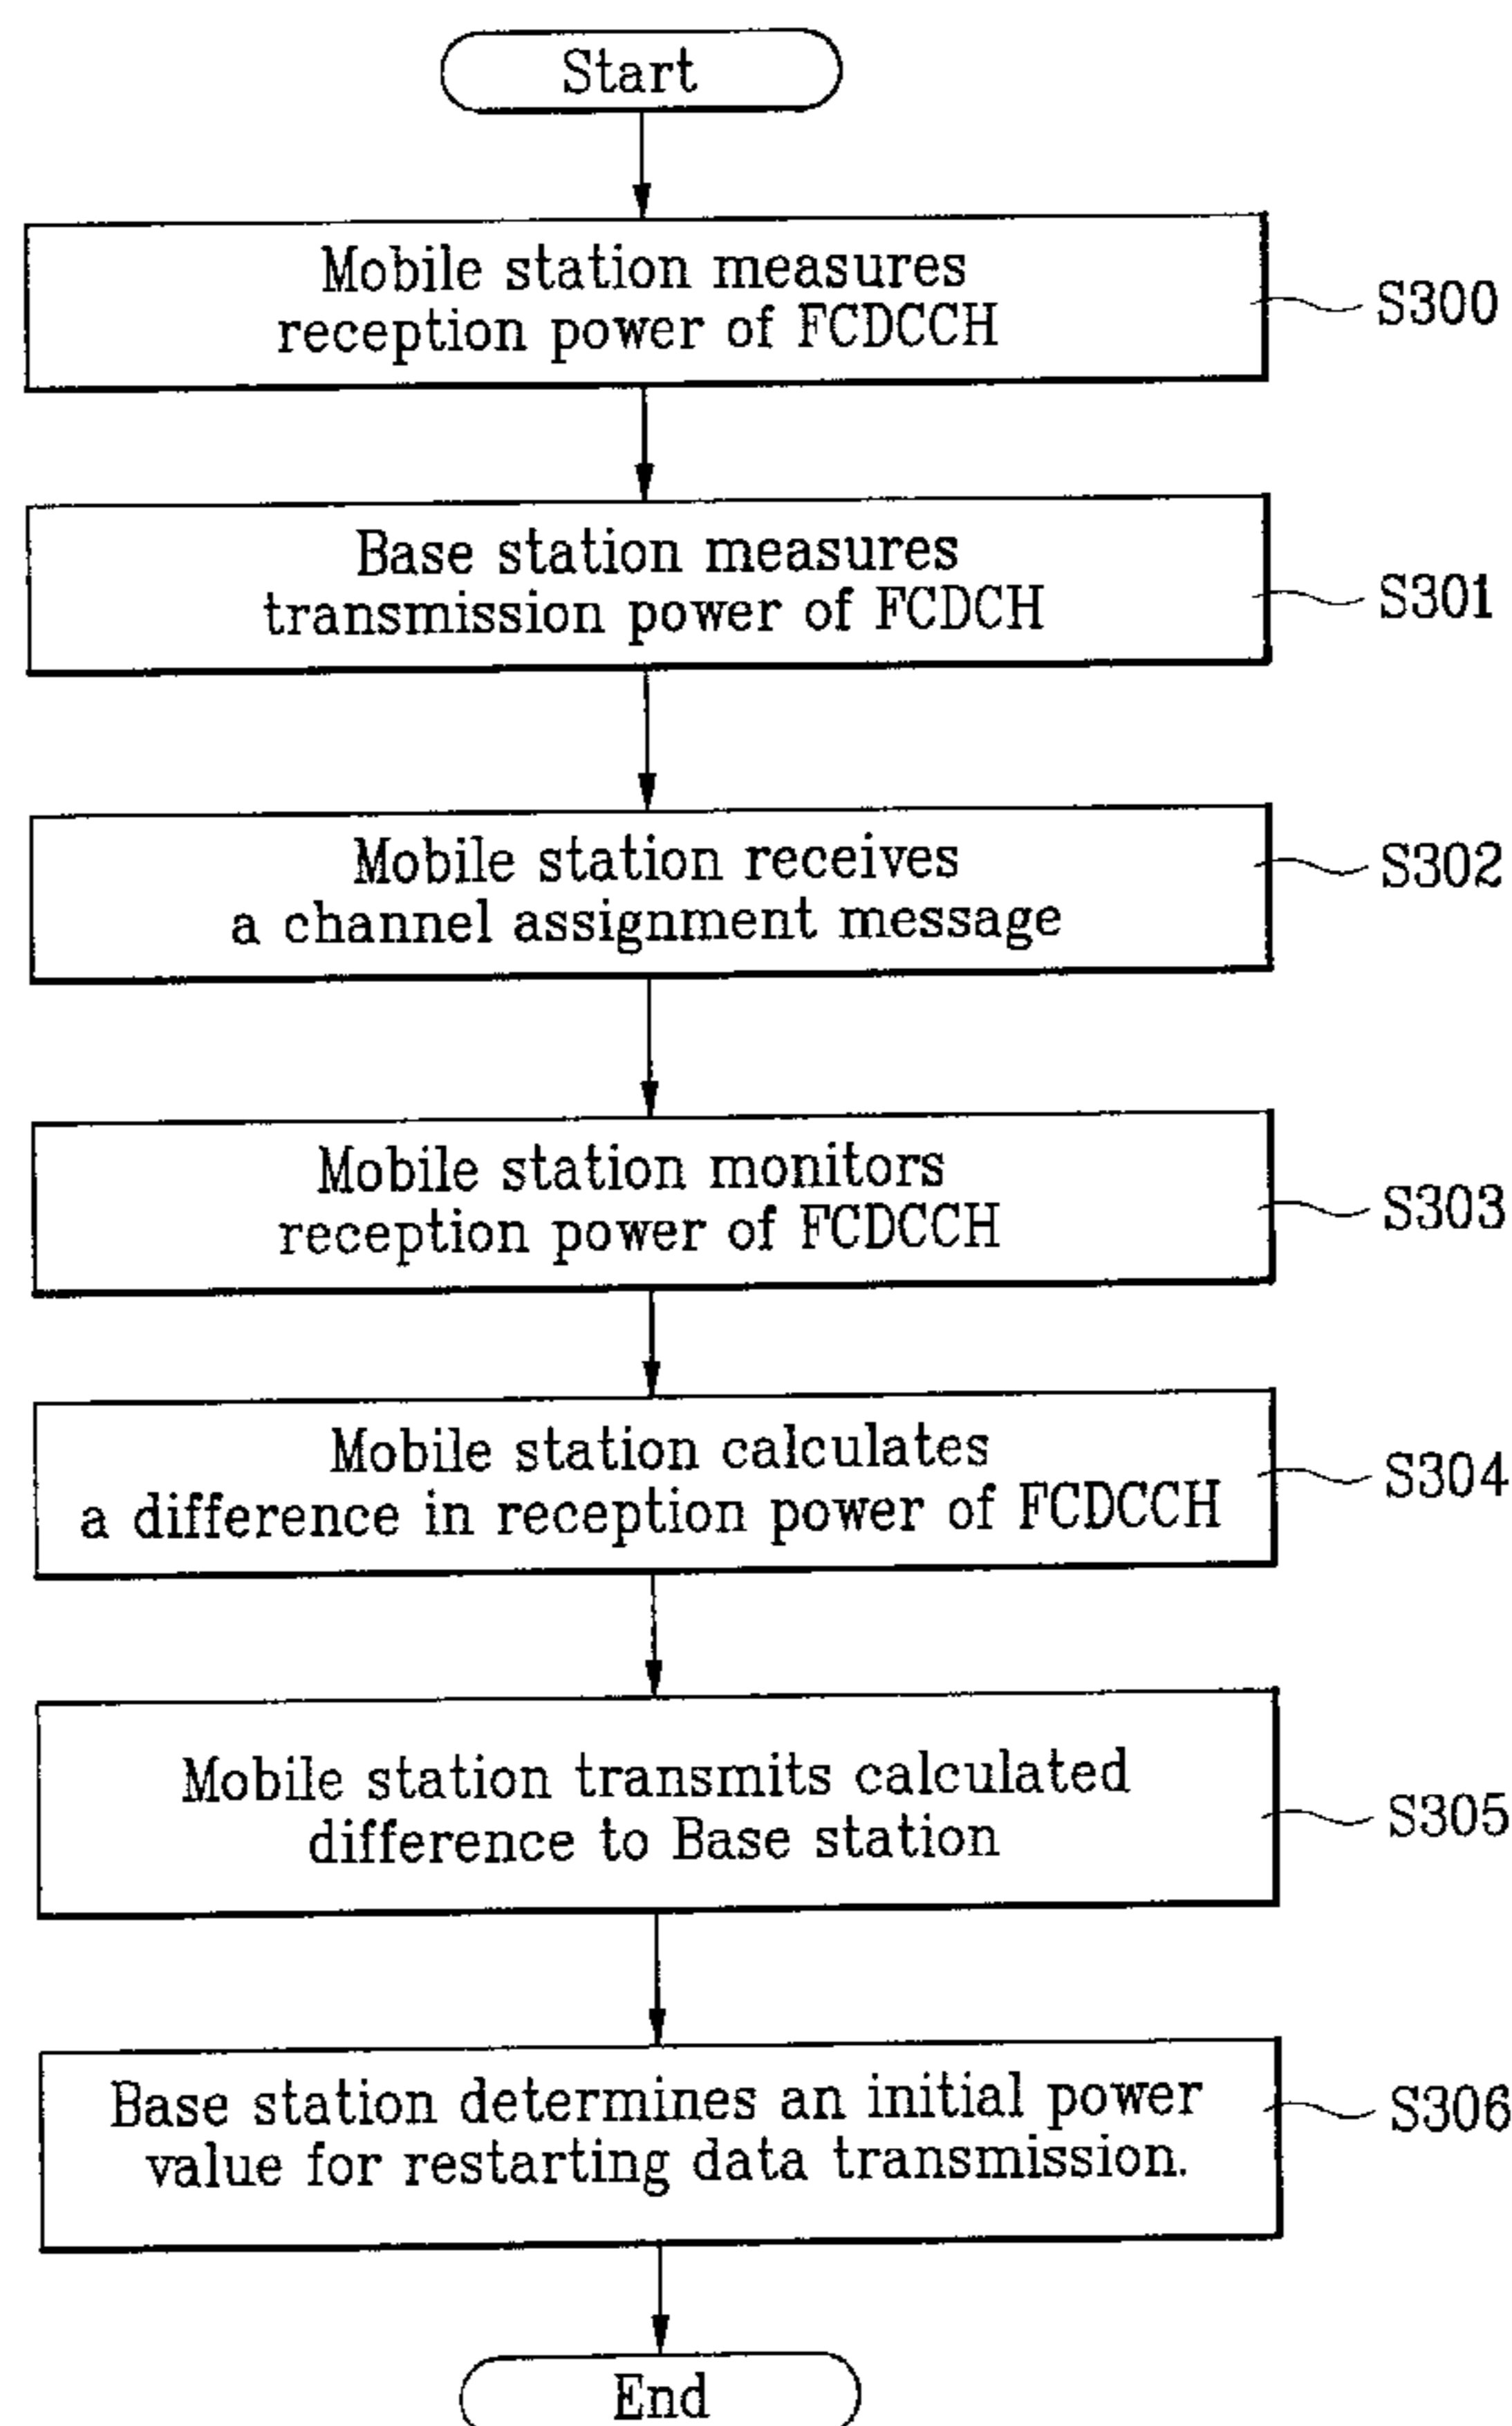 Start
Mobile station measures
reception power of FCDCCH
S300
Base station measures
transmission power of FCDCH
S301
Mobile station receives
a channel assignment message
S302
Mobile station monitors
reception power of FCDCCH
S303
Mobile station calculates
a difference in reception power of FCDCCH
S304
Mobile station transmits calculated
difference to Base station
S305
Base station determines an initial power
value for restarting data transmission.
S306
End